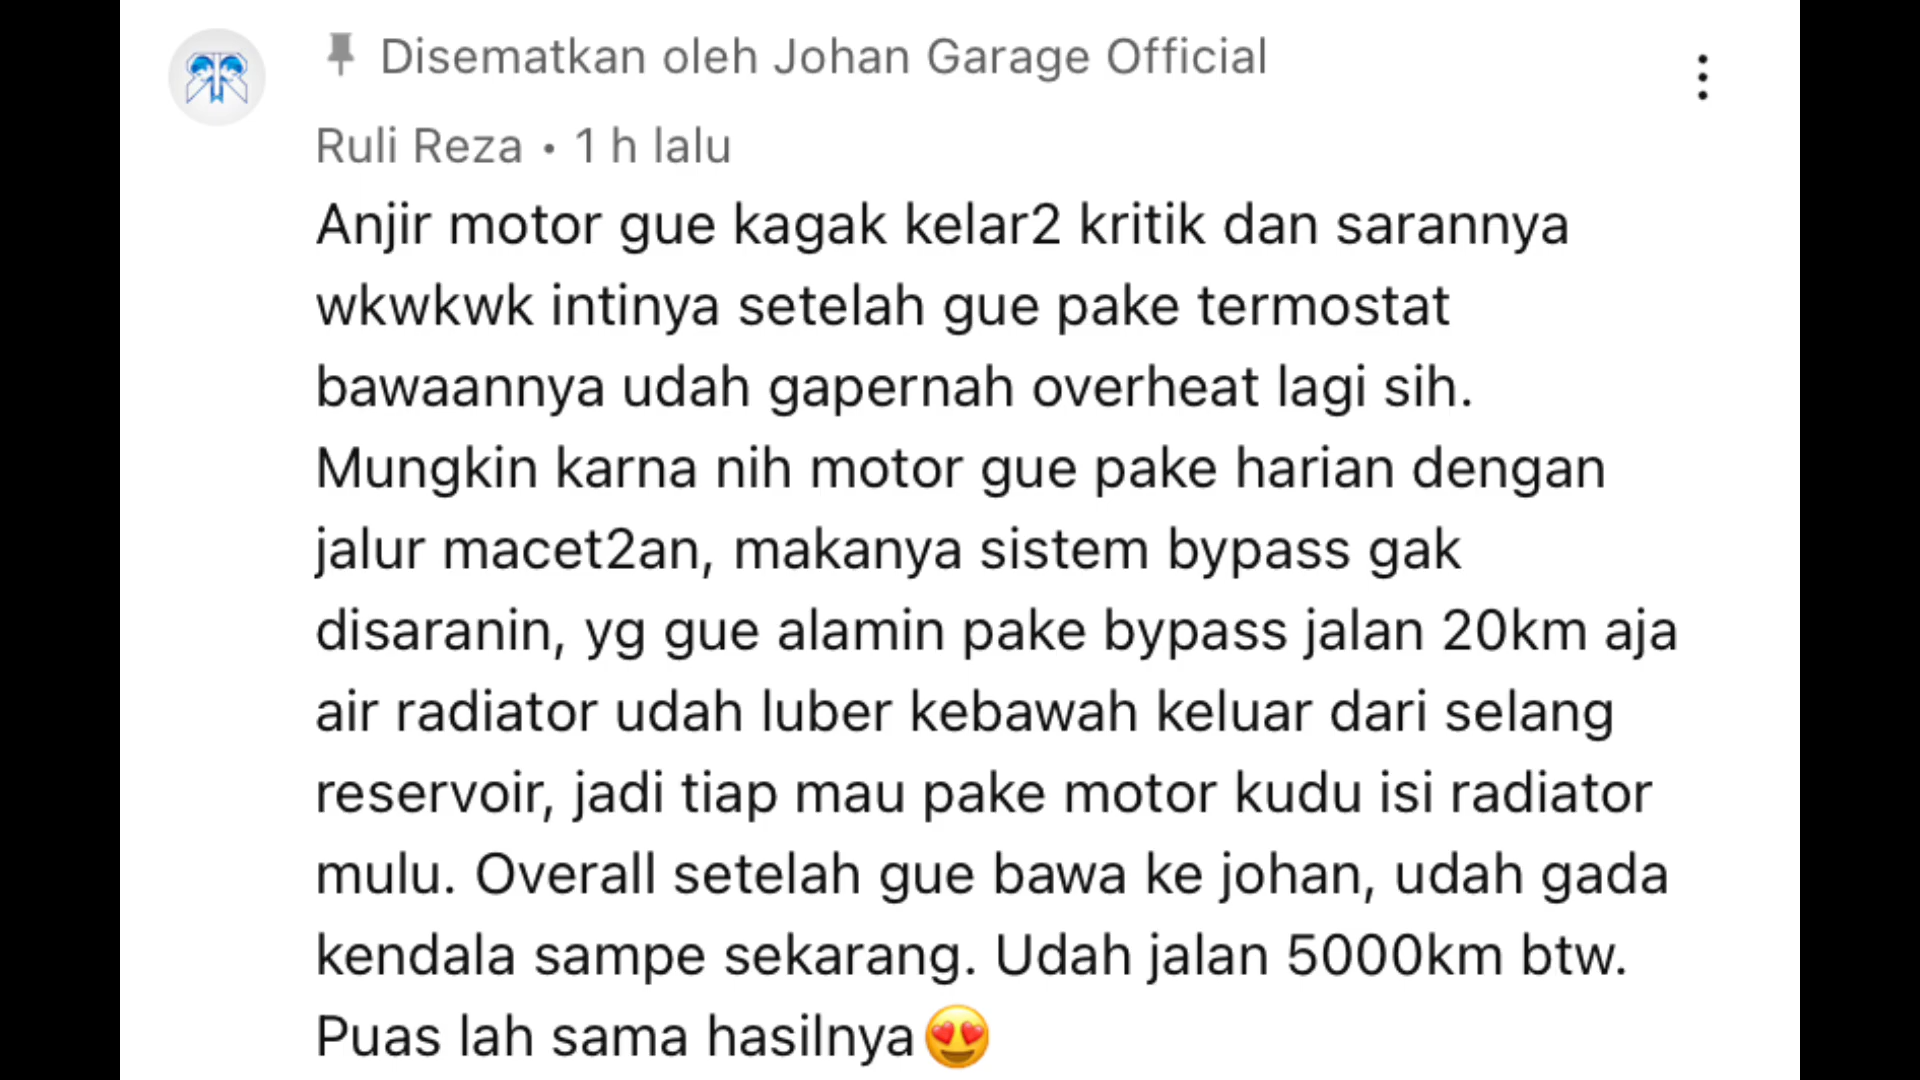 Disematkan oleh Johan Garage Official
Ruli Reza • 1 h lalu
Anjir motor gue kagak kelar2 kritik dan sarannya
wkwkwk intinya setelah gue pake termostat
bawaannya udah gapernah overheat lagi sih.
Mungkin karna nih motor gue pake harian dengan
jalur macet2an, makanya sistem bypass gak
disaranin, yg gue alamin pake bypass jalan 20km aja
air radiator udah luber kebawah keluar dari selang
reservoir, jadi tiap mau pake motor kudu isi radiator
mulu. Overall setelah gue bawa ke johan, udah gada
kendala sampe sekarang. Udah jalan 5000km btw.
Puas lah sama hasilnya😍